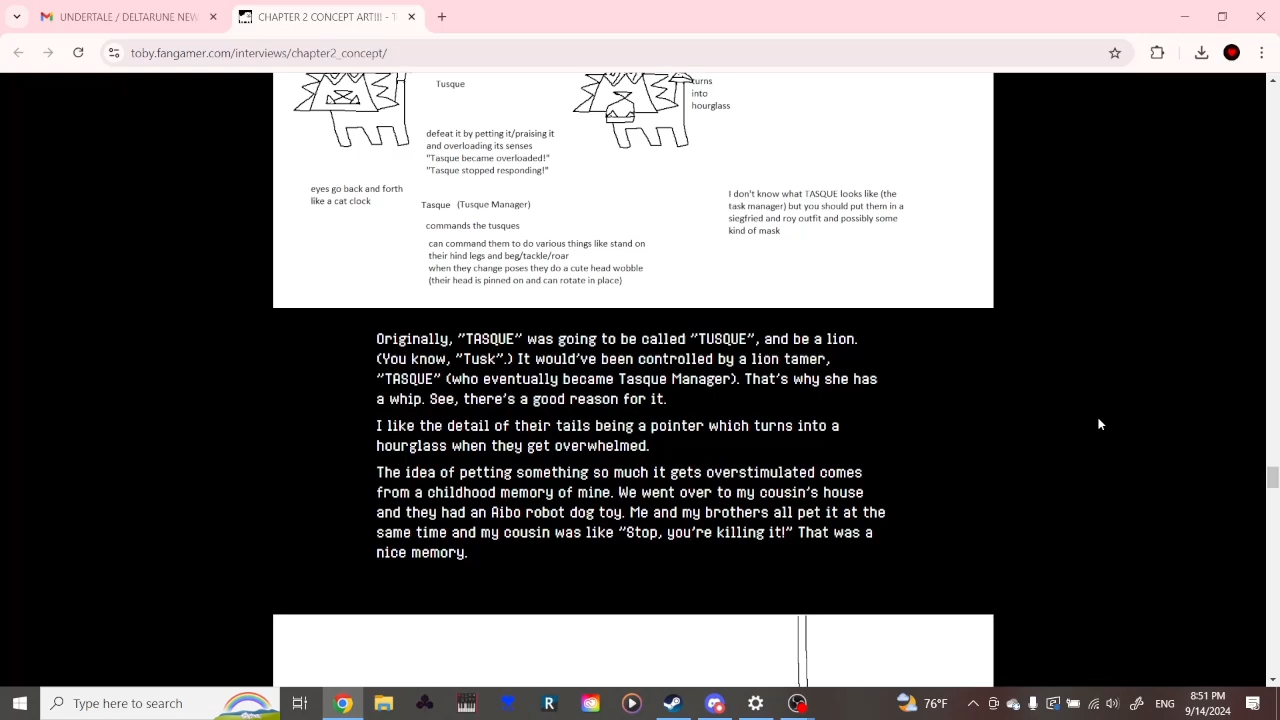 UNDERTALE / DELTARUNE NEW
CHAPTER 2 CONCEPT ART!!! - T
toby.fangamer.com/interviews/chapter2_concept/
Tusque
turns
into
hourglass
defeat it by petting it/praising it
and overloading its senses
"Tasque became overloaded!"
"Tasque stopped responding!"
eyes go back and forth
like a cat clock
Tasque (Tusque Manager)
commands the tusques
can command them to do various things like stand on
their hind legs and beg/tackle/roar
when they change poses they do a cute head wobble
(their head is pinned on and can rotate in place)
I don't know what TASQUE looks like (the
task manager) but you should put them in a
siegfried and roy outfit and possibly some
kind of mask
Originally, "TASQUE" was going to be called "TUSQUE", and be a lion.
(You know, "Tusk".) It would've been controlled by a lion tamer,
"TASQUE" (who eventually became Tasque Manager). That's why she has
a whip. See, there's a good reason for it.
I like the detail of their tails being a pointer which turns into a
hourglass when they get overwhelmed.
The idea of petting something so much it gets overstimulated comes
from a childhood memory of mine. We went over to my cousin's house
and they had an Aibo robot dog toy. Me and my brothers all pet it at the
same time and my cousin was like "Stop, you're killing it!" That was a
nice memory.
Type here to search
76°F
ENG
8:51 PM
9/14/2024